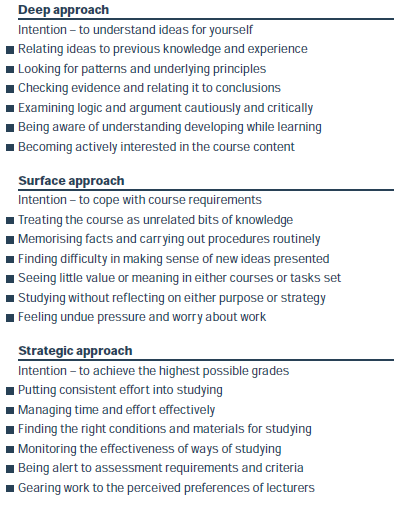 Deep approach
Intention – to understand ideas for yourself
■ Relating ideas to previous knowledge and experience
■ Looking for patterns and underlying principles
■ Checking evidence and relating it to conclusions
■ Examining logic and argument cautiously and critically
■ Being aware of understanding developing while learning
■ Becoming actively interested in the course content
Surface approach
Intention – to cope with course requirements
■ Treating the course as unrelated bits of knowledge
■ Memorising facts and carrying out procedures routinely
■ Finding difficulty in making sense of new ideas presented
■ Seeing little value or meaning in either courses or tasks set
■ Studying without reflecting on either purpose or strategy
■ Feeling undue pressure and worry about work
Strategic approach
Intention – to achieve the highest possible grades
■ Putting consistent effort into studying
■ Managing time and effort effectively
■ Finding the right conditions and materials for studying
■ Monitoring the effectiveness of ways of studying
■ Being alert to assessment requirements and criteria
■ Gearing work to the perceived preferences of lecturers